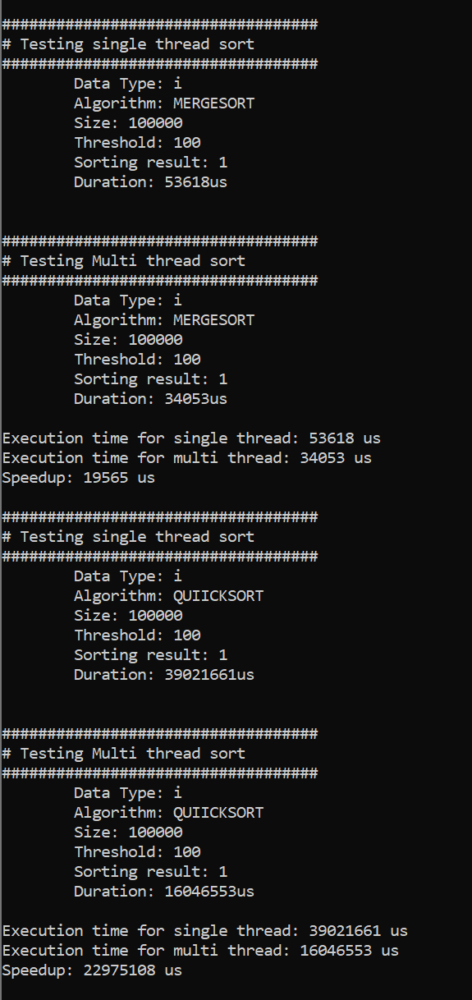 ###################################
# Testing single thread sort
###################################
Data Type: i
Algorithm: MERGESORT
Size: 100000
Threshold: 100
Sorting result: 1
Duration: 53618us
###################################
# Testing Multi thread sort
###################################
Data Type: i
Algorithm: MERGESORT
Size: 100000
Threshold: 100
Sorting result: 1
Duration: 34053us
Execution time for single thread: 53618 us
Execution time for multi thread: 34053 us
Speedup: 19565 us
###################################
# Testing single thread sort
###################################
Data Type: i
Algorithm: QUIICKSORT
Size: 100000
Threshold: 100
Sorting result: 1
Duration: 39021661us
###################################
# Testing Multi thread sort
###################################
Data Type: i
Algorithm: QUIICKSORT
Size: 100000
Threshold: 100
Sorting result: 1
Duration: 16046553us
Execution time for single thread: 39021661 us
Execution time for multi thread: 16046553 us
Speedup: 22975108 us